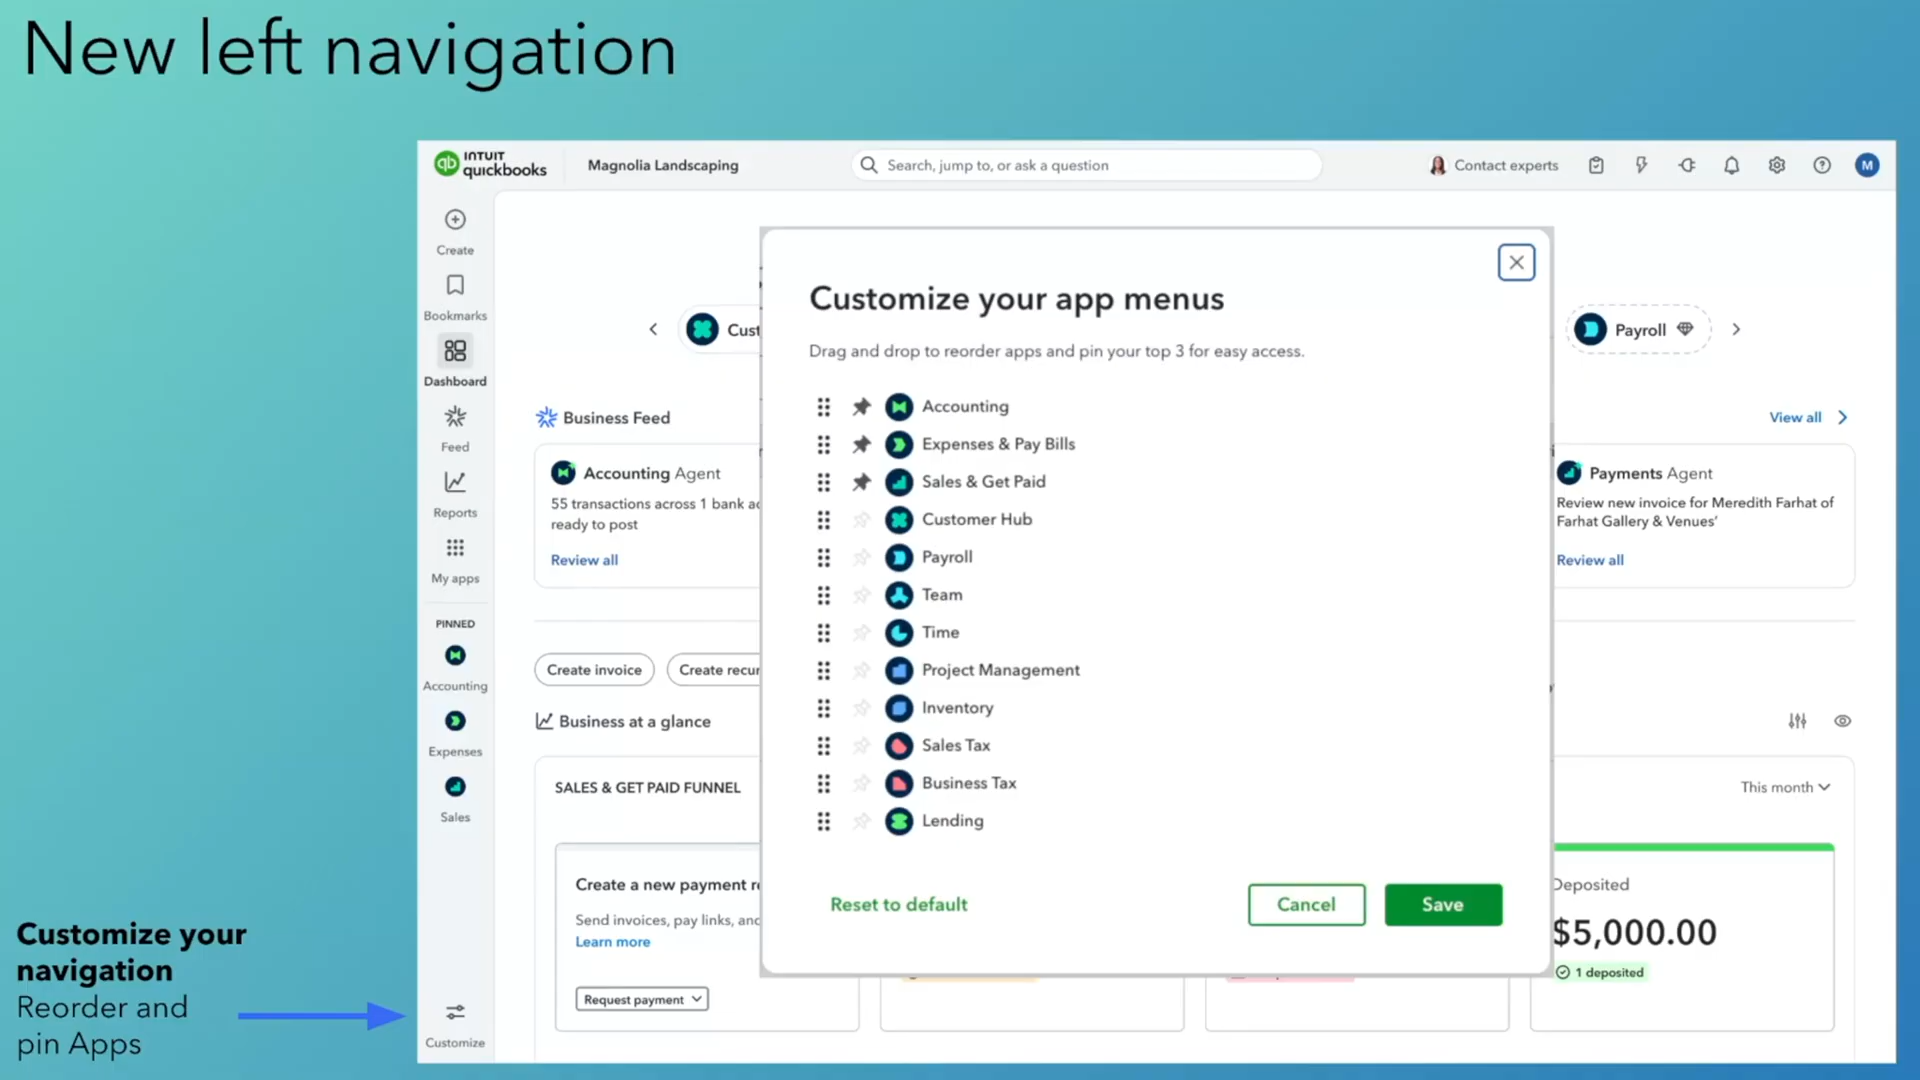 New left navigation
INTUIT
quickbooks
Magnolia Landscaping
Search, jump to, or ask a question
Contact experts
M
Create
Bookmarks
Dashboard
Feed
Reports
My apps
PINNED
Accounting
Expenses
Sales
Customize
Payroll
Business Feed
View all
Accounting Agent
55 transactions across 1 bank
ready to post
Review all
Payments Agent
Review new invoice for Meredith Farhat of
Farhat Gallery & Venues'
Review all
Create invoice
Create
Business at a glance
SALES & GET PAID FUNNEL
This month
Create a new payment
Send invoices, pay links,
Learn more
Request payment
Deposited
$5,000.00
1 deposited
Customize your app menus
Drag and drop to reorder apps and pin your top 3 for easy access.
Accounting
Expenses & Pay Bills
Sales & Get Paid
Customer Hub
Payroll
Team
Time
Project Management
Inventory
Sales Tax
Business Tax
Lending
Reset to default
Cancel
Save
Customize your
navigation
Reorder and
pin Apps